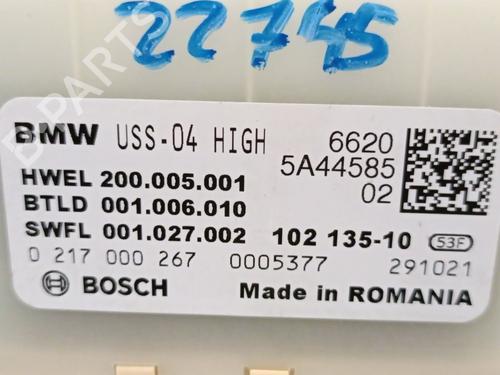 22745
BMW USS-04 HIGH 6620
5A44585
02
HWEL 200.005.001
BTLD 001.006.010
SWFL 001.027.002 102 135-10 53F
0 217 000 267 0005377 291021
BOSCH Made in ROMANIA
B-PARTS